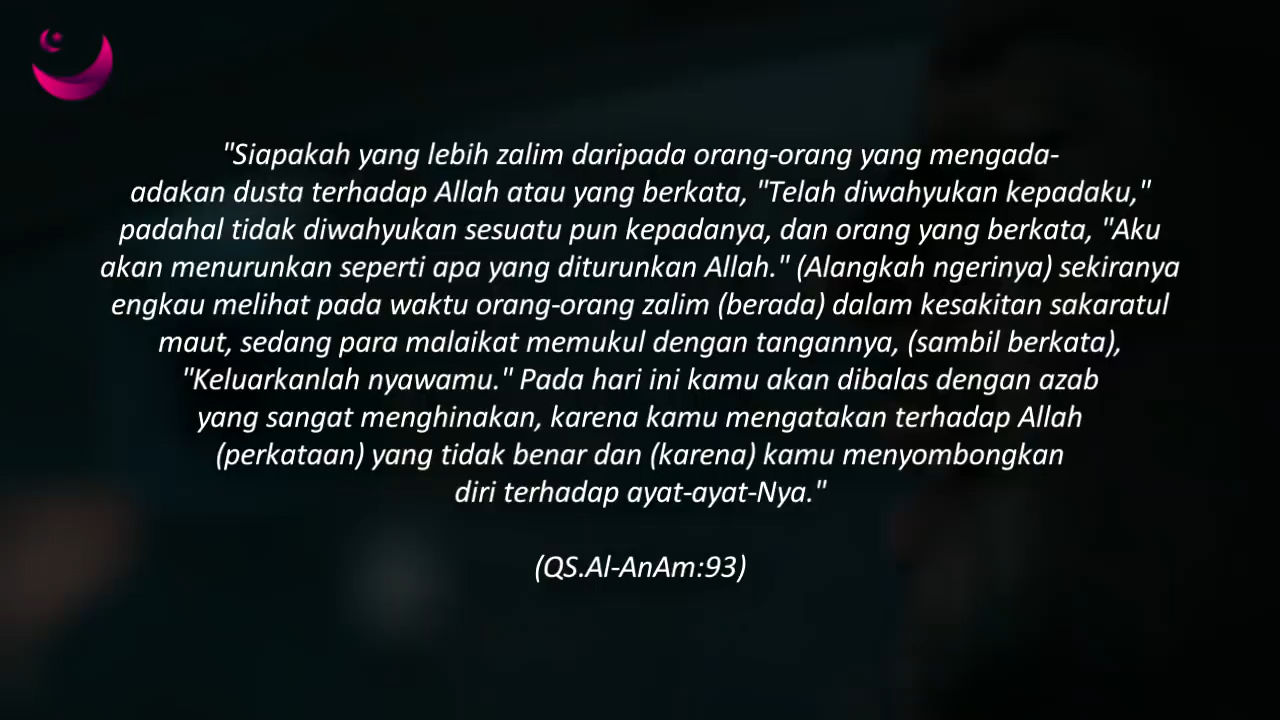 "Siapakah yang lebih zalim daripada orang-orang yang mengada-
adakan dusta terhadap Allah atau yang berkata, "Telah diwahyukan kepadaku,"
padahal tidak diwahyukan sesuatu pun kepadanya, dan orang yang berkata, "Aku
akan menurunkan seperti apa yang diturunkan Allah." (Alangkah ngerinya) sekiranya
engkau melihat pada waktu orang-orang zalim (berada) dalam kesakitan sakaratul
maut, sedang para malaikat memukul dengan tangannya, (sambil berkata),
"Keluarkanlah nyawamu." Pada hari ini kamu akan dibalas dengan azab
yang sangat menghinakan, karena kamu mengatakan terhadap Allah
(perkataan) yang tidak benar dan (karena) kamu menyombongkan
diri terhadap ayat-ayat-Nya."
(QS.Al-AnAm:93)